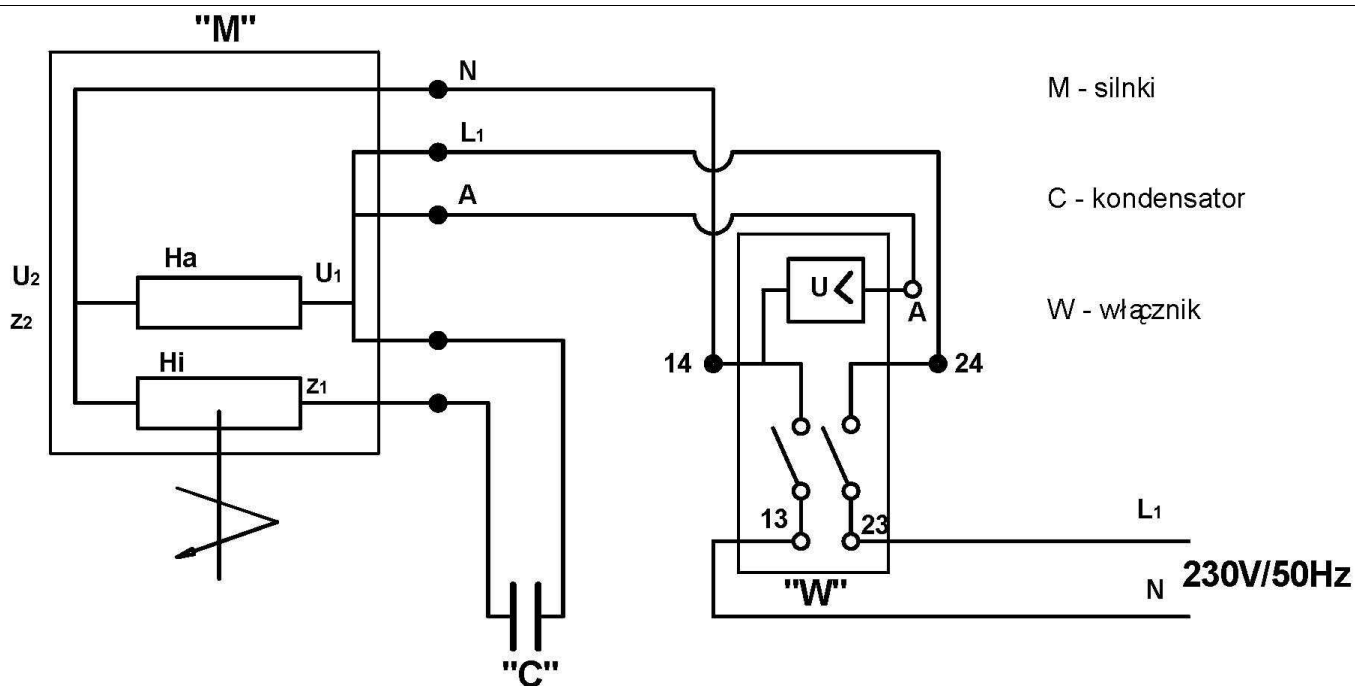 "M"
N
M - silnki
L1
A
C - kondensator
Ha
U1
U2
U <
A
z2
W - włącznik
Hi
14
24
z1
13
23
L1
"W"
230V/50Hz
N
"C"